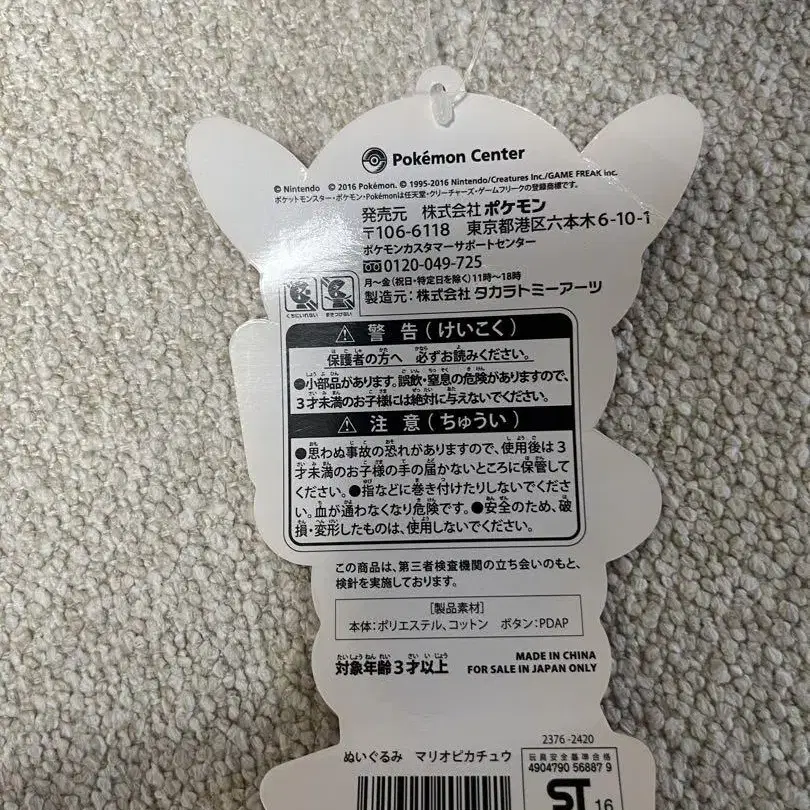 Pokémon Center
© Nintendo © 2016 Pokémon. © 1995-2016 Nintendo/Creatures Inc./GAME FREAK inc.
ポケットモンスター・ポケモン・Pokémonは任天堂・クリーチャーズ・ゲームフリークの登録商標です。
発売元 株式会社ポケモン
〒106-6118 東京都港区六本木6-10-1
ポケモンカスタマーサポートセンター
0120-049-725
月～金(祝日・特定日を除く)11時～18時
製造元:株式会社 タカラトミーアーツ
くちにいれない まきつけない
警告(けいこく)
保護者の方へ 必ずお読みください。
●小部品があります。誤飲・窒息の危険がありますので、
3才未満のお子様には絶対に与えないでください。
注意(ちゅうい)
●思わぬ事故の恐れがありますので、使用後は3
才未満のお子様の手の届かないところに保管して
ください。●指などに巻き付けたりしないでくださ
い。血が通わなくなり危険です。●安全のため、破
損・変形したものは、使用しないでください。
この商品は、第三者検査機関の立ち会いのもと、
検針を実施しております。
[製品素材]
本体:ポリエステル、コットン ボタン:PDAP
対象年齢3才以上
MADE IN CHINA
FOR SALE IN JAPAN ONLY
2376-2420
ぬいぐるみ マリオピカチュウ
玩具安全基準合格
4904790 56887 9
ST 16